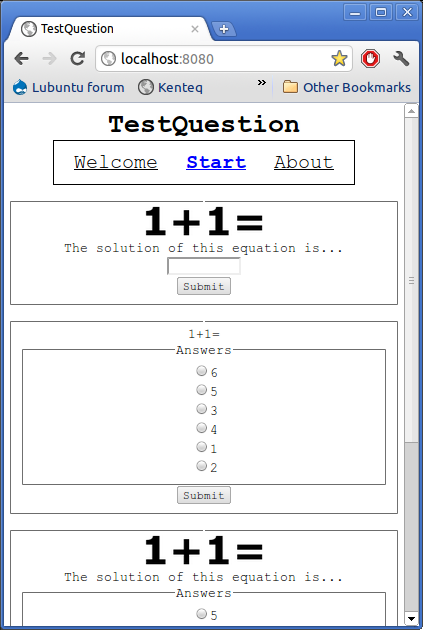 TestQuestion
localhost:8080
Lubuntu forum Kenteq » Other Bookmarks
TestQuestion
Welcome Start About
1+1=
The solution of this equation is...
Submit
1+1=
Answers
6
5
3
4
1
2
Submit
1+1=
The solution of this equation is...
Answers
5